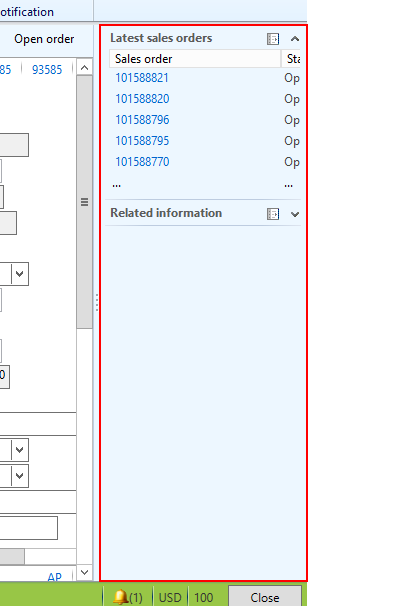 otification
Open order
Latest sales orders
85 93585
Sales order Sta
101588821 Op
101588820 Op
101588796 Op
101588795 Op
101588770 Op
... ...
Related information
0
AP
(1) USD 100 Close